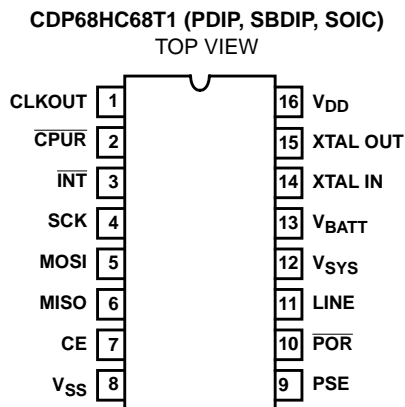 CDP68HC68T1 (PDIP, SBDIP, SOIC)
TOP VIEW
CLKOUT 1 16 VDD
CPUR 2 15 XTAL OUT
INT 3 14 XTAL IN
SCK 4 13 VBATT
MOSI 5 12 VSYS
MISO 6 11 LINE
CE 7 10 POR
VSS 8 9 PSE